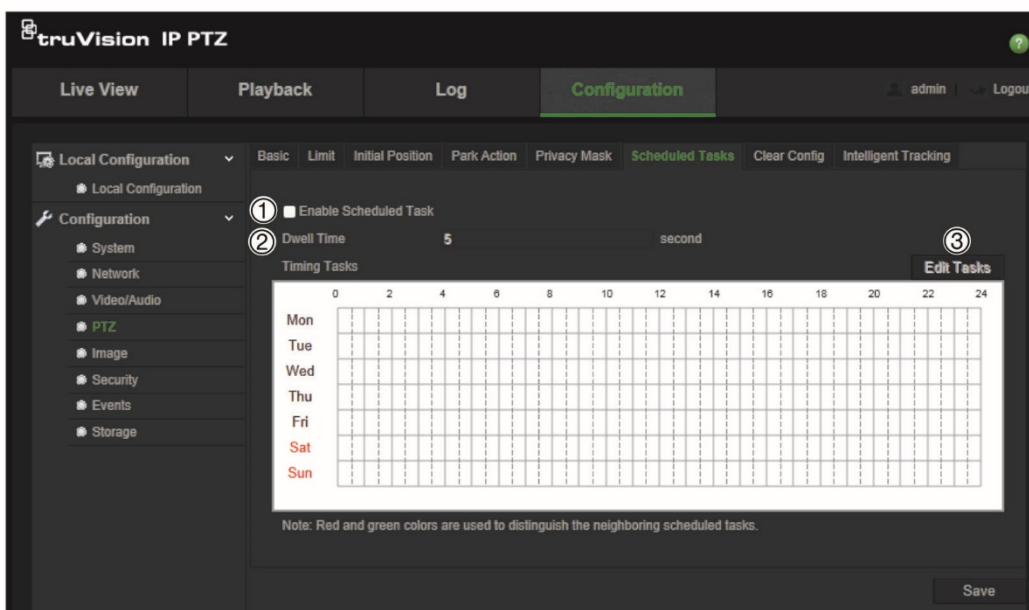 truVision IP PTZ
?
Live View Playback Log Configuration admin Logou
Local Configuration
Local Configuration
Configuration
System
Network
Video/Audio
PTZ
Image
Security
Events
Storage
Basic Limit Initial Position Park Action Privacy Mask Scheduled Tasks Clear Config Intelligent Tracking
① Enable Scheduled Task
② Dwell Time 5 second
③
Timing Tasks Edit Tasks
0 2 4 6 8 10 12 14 16 18 20 22 24
Mon
Tue
Wed
Thu
Fri
Sat
Sun
Note: Red and green colors are used to distinguish the neighboring scheduled tasks.
Save